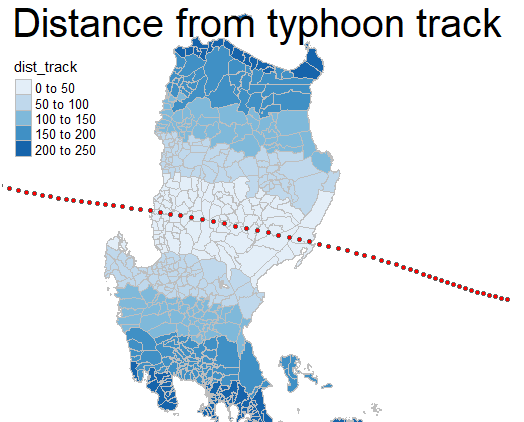 Distance from typhoon track
dist_track
0 to 50
50 to 100
100 to 150
150 to 200
200 to 250